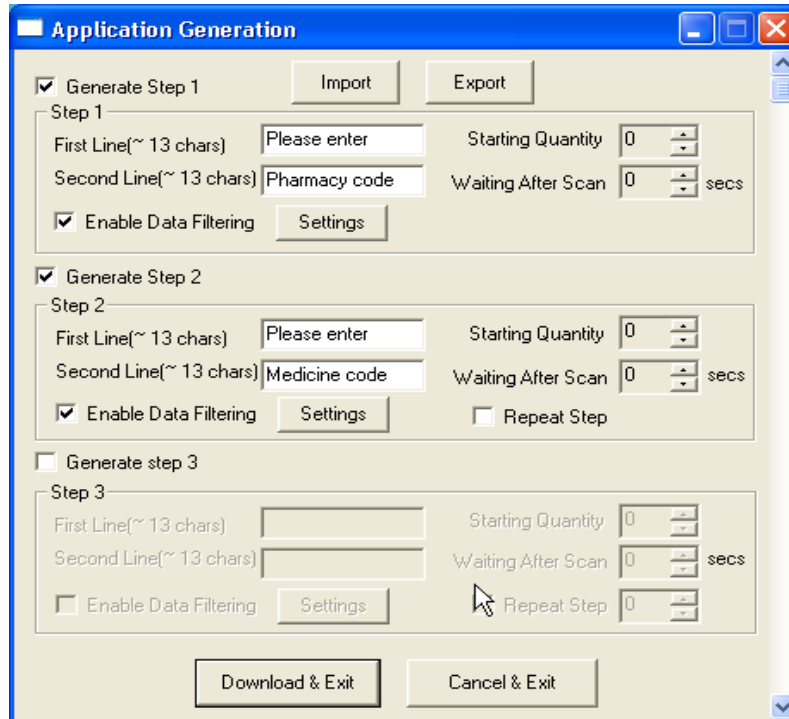 Application Generation
Generate Step 1 Import Export
Step 1
First Line(~ 13 chars) Please enter Starting Quantity 0
Second Line(~ 13 chars) Pharmacy code Waiting After Scan 0 secs
Enable Data Filtering Settings
Generate Step 2
Step 2
First Line(~ 13 chars) Please enter Starting Quantity 0
Second Line(~ 13 chars) Medicine code Waiting After Scan 0 secs
Enable Data Filtering Settings Repeat Step
Generate step 3
Step 3
First Line(~ 13 chars) Starting Quantity 0
Second Line(~ 13 chars) Waiting After Scan 0 secs
Enable Data Filtering Settings Repeat Step 0
Download & Exit Cancel & Exit